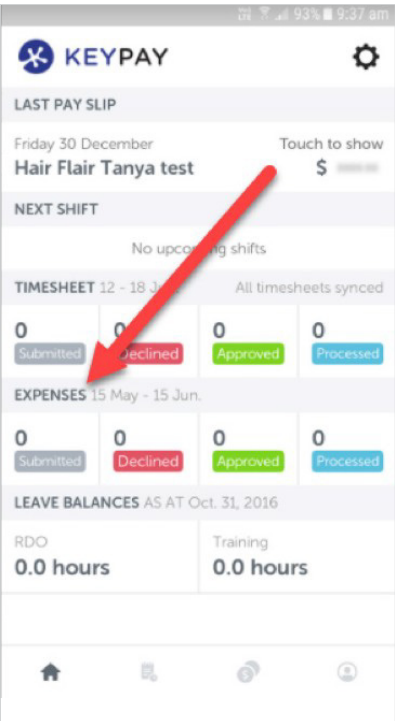 93% 9:37 am
KEYPAY
LAST PAY SLIP
Friday 30 December Touch to show
Hair Flair Tanya test $
NEXT SHIFT
No upcoming shifts
TIMESHEET 12 - 18 All timesheets synced
0 0 0 0
Submitted Declined Approved Processed
EXPENSES 15 May - 15 Jun.
0 0 0 0
Submitted Declined Approved Processed
LEAVE BALANCES AS AT Oct. 31, 2016
RDO Training
0.0 hours 0.0 hours